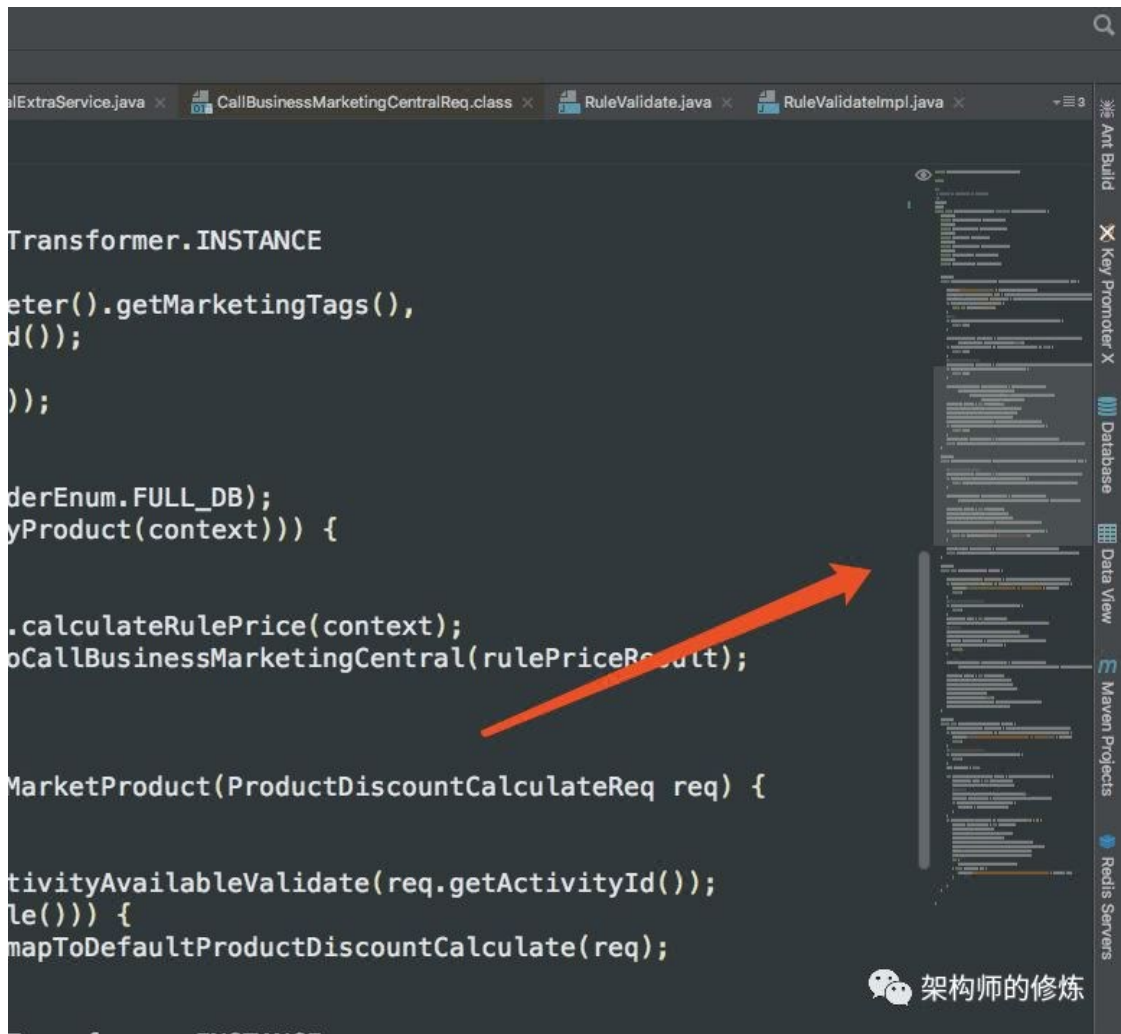 alExtraService.java
CallBusinessMarketingCentralReq.class
RuleValidate.java
RuleValidateImpl.java
3
Transformer.INSTANCE
eter().getMarketingTags(),
d());
));
derEnum.FULL_DB);
yProduct(context))) {
.calculateRulePrice(context);
oCallBusinessMarketingCentral(rulePriceResult);
MarketProduct(ProductDiscountCalculateReq req) {
tivityAvailableValidate(req.getActivityId());
le())) {
mapToDefaultProductDiscountCalculate(req);
Ant Build
Key Promoter X
Database
Data View
Maven Projects
Redis Servers
架构师的修炼